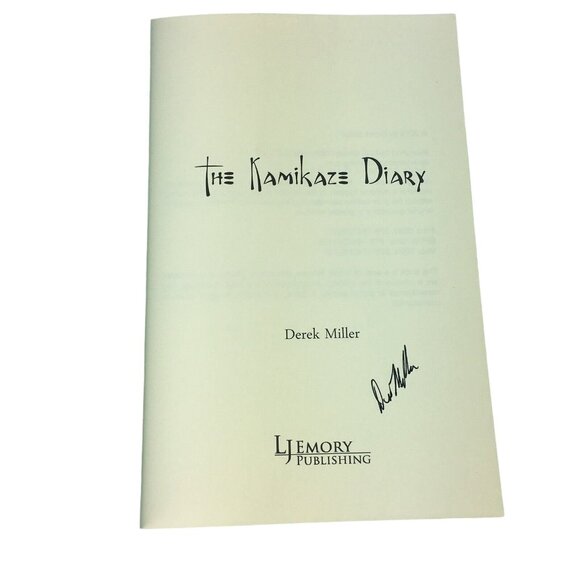 The Kamikaze Diary
Derek Miller
LJEMORY
PUBLISHING